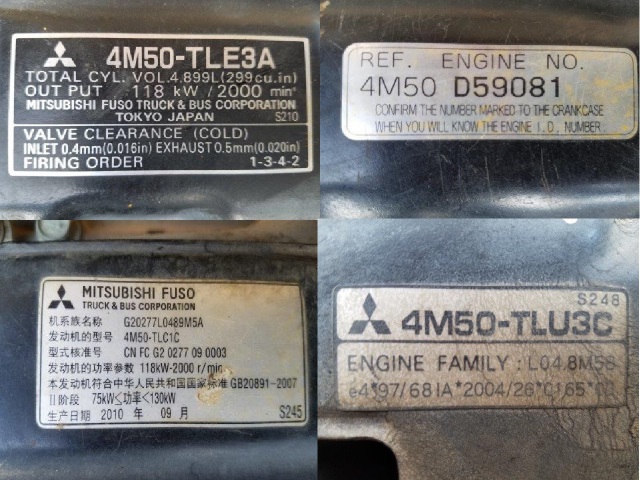 4M50-TLE3A
TOTAL CYL. VOL.4.899L(299cu.in)
OUT PUT 118 kW /2000 min⁻¹
MITSUBISHI FUSO TRUCK & BUS CORPORATION
TOKYO JAPAN S210
VALVE CLEARANCE (COLD)
INLET 0.4mm(0.016in) EXHAUST 0.5mm(0.020in)
FIRING ORDER 1-3-4-2
REF. ENGINE NO.
4M50 D59081
CONFIRM THE NUMBER MARKED TO THE CRANKCASE
WHEN YOU WILL KNOW THE ENGINE I.D. NUMBER.
MITSUBISHI FUSO
TRUCK & BUS CORPORATION
机系族名称 G20277L0489M5A
发动机的型号 4M50-TLC1C
型式核准号 CN FC G2 0277 09 0003
发动机的功率参数 118kW-2000 r/min
本发动机符合中华人民共和国国家标准 GB20891-2007
II阶段 75kW≤功率<130kW
生产日期 2010 年 09 月 S245
S248
4M50-TLU3C
ENGINE FAMILY : L04.8M5B
e4*97/68IA*2004/26*0165*